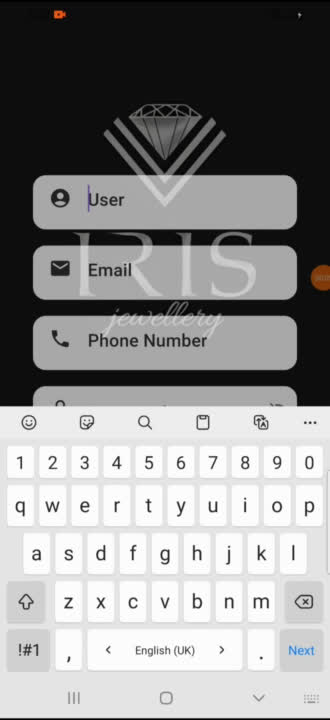 User
IRIS
Email
jewellery
Phone Number
1 2 3 4 5 6 7 8 9 0
q w e r t y u i o p
a s d f g h j k l
z x c v b n m
!#1 , < English (UK) > . Next